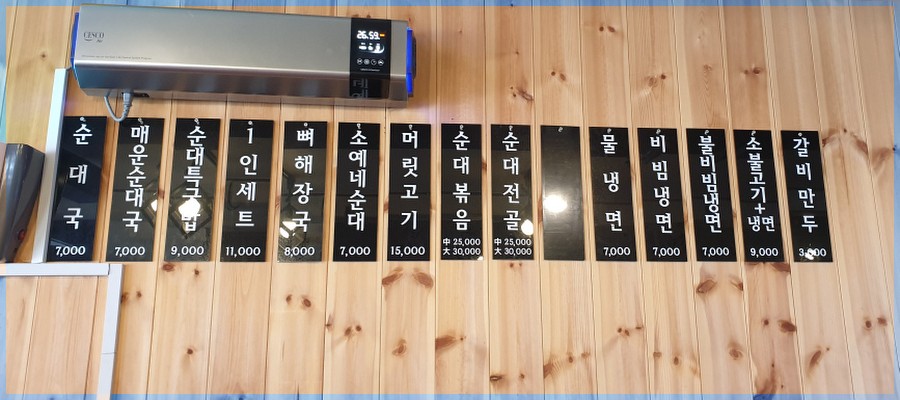 CESCO
26.59
순대국
7,000
매운순대국
7,000
순대특국밥
9,000
1인세트
11,000
뼈해장국
8,000
소예네순대
7,000
머릿고기
15,000
순대볶음
中 25,000
大 30,000
순대전골
中 25,000
大 30,000
물냉면
7,000
비빔냉면
7,000
불비빔냉면
7,000
소불고기+냉면
9,000
갈비만두